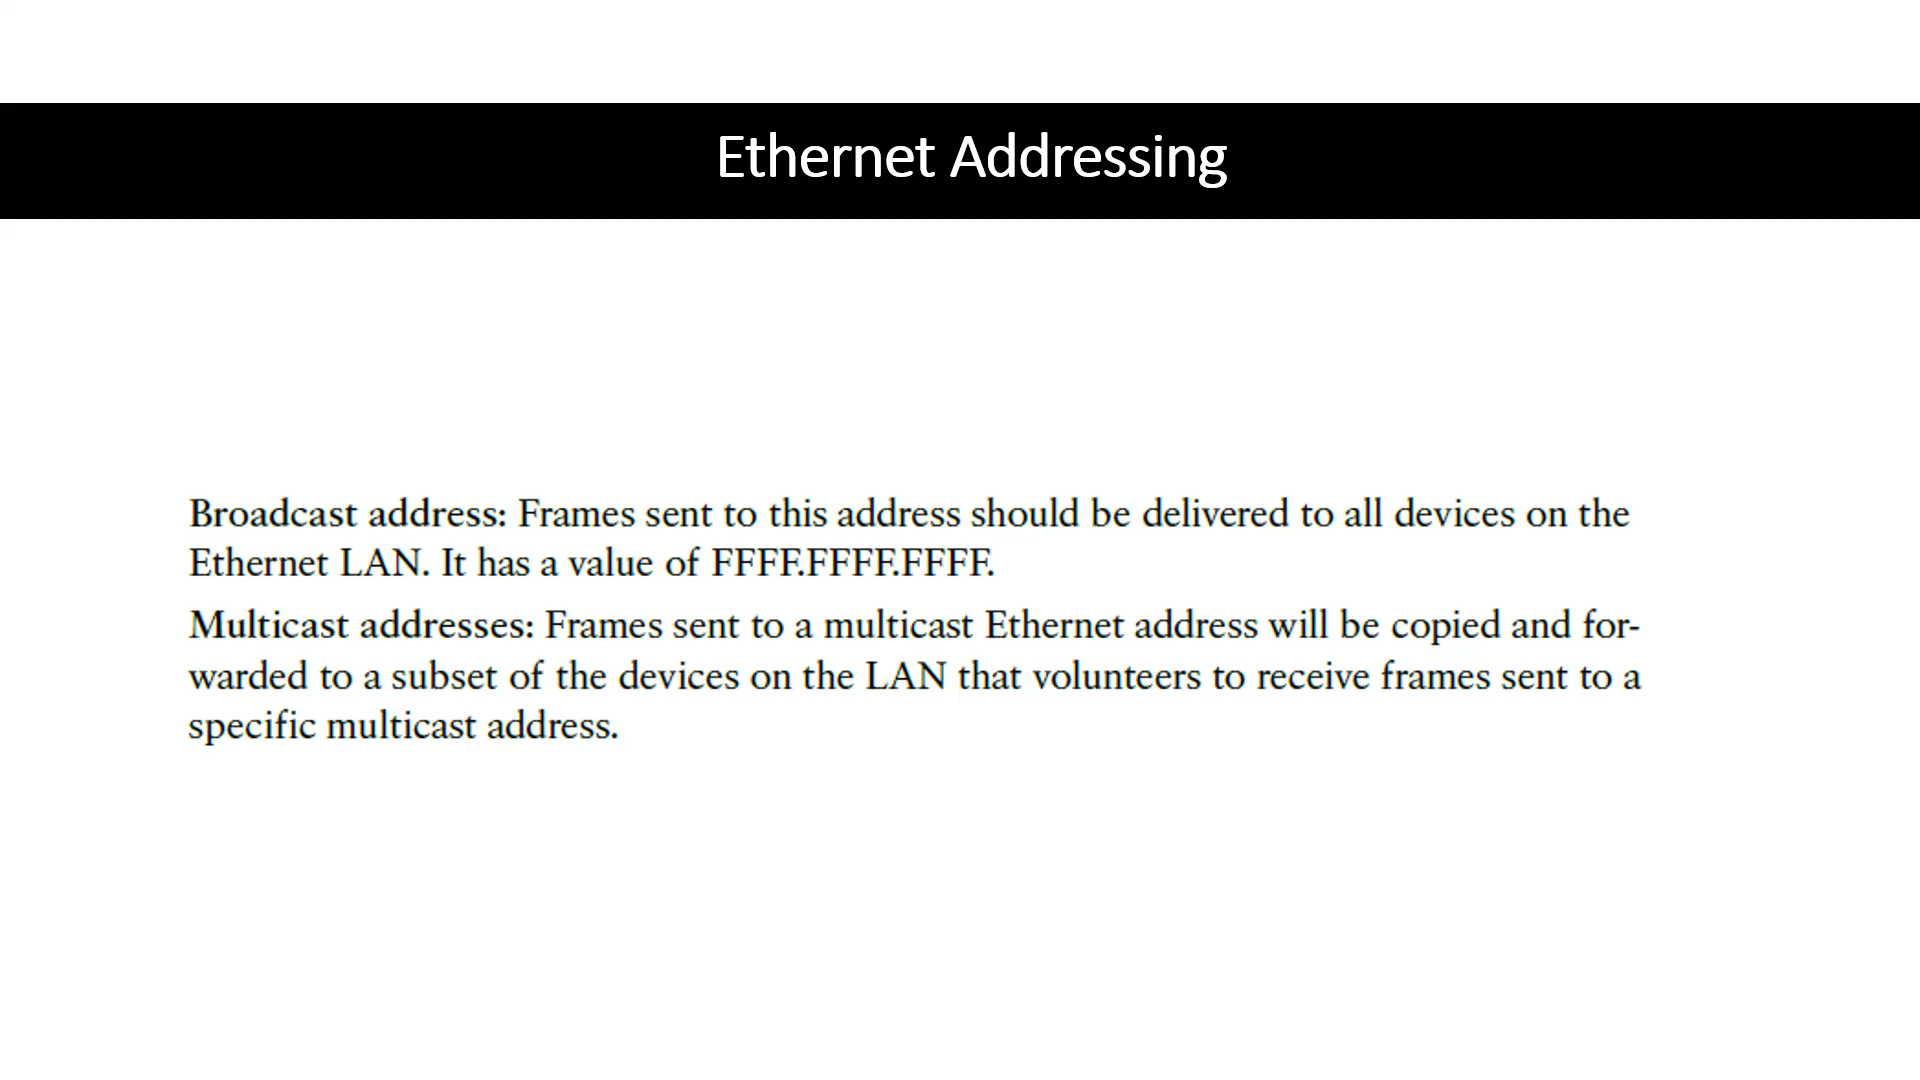 Ethernet Addressing
Broadcast address: Frames sent to this address should be delivered to all devices on the
Ethernet LAN. It has a value of FFFF.FFFF.FFFF.
Multicast addresses: Frames sent to a multicast Ethernet address will be copied and for-
warded to a subset of the devices on the LAN that volunteers to receive frames sent to a
specific multicast address.